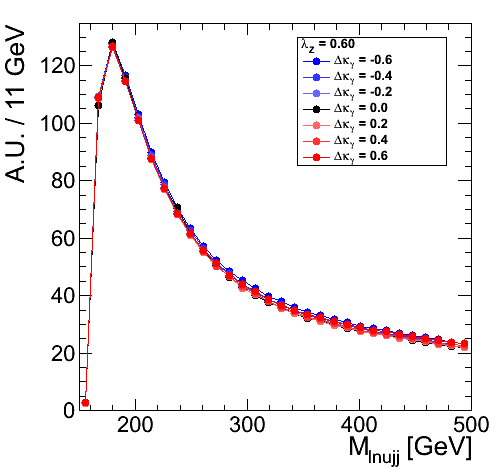 A.U. / 11 GeV
120
100
80
60
40
20
0
λz = 0.60
Δκγ = -0.6
Δκγ = -0.4
Δκγ = -0.2
Δκγ = 0.0
Δκγ = 0.2
Δκγ = 0.4
Δκγ = 0.6
200 300 400 500
Mlnujj [GeV]